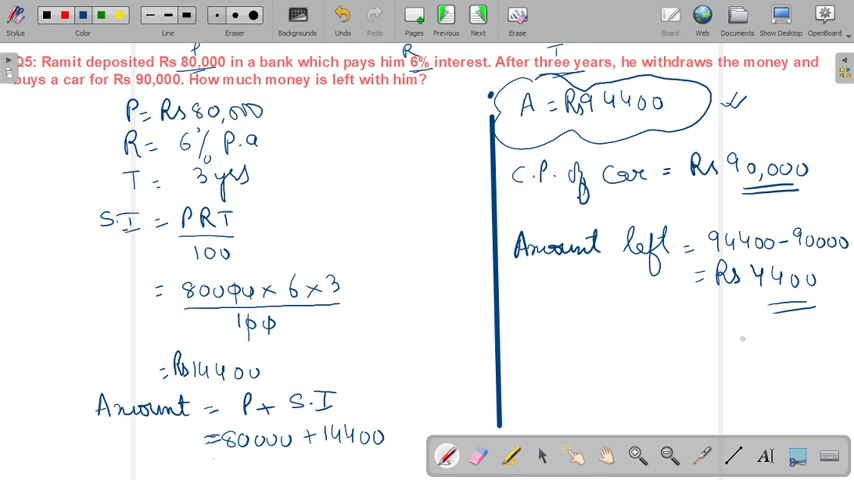 Stylus
Color
Line
Eraser
Backgrounds
Undo
Redo
Pages
Previous
Next
Erase
Board
Web
Documents
Show Desktop
OpenBoard
P
R
T
Q5: Ramit deposited Rs 80,000 in a bank which pays him 6% interest. After three years, he withdraws the money and
buys a car for Rs 90,000. How much money is left with him?
P = Rs 80,000
R = 6% P.a
T = 3 yrs
S.I = PRT
100
= 80000 x 6 x 3
100
= Rs 14400
Amount = P + S.I
= 80000 + 14400
A = Rs 94400
C.P. of Car = Rs 90,000
Amount left = 94400 - 90000
= Rs 4400